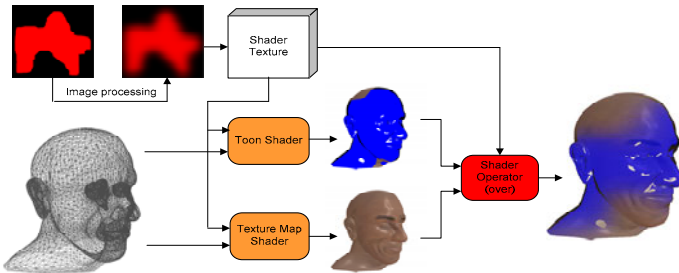 Shader
Texture
Image processing
Toon Shader
Shader
Operator
(over)
Texture Map
Shader